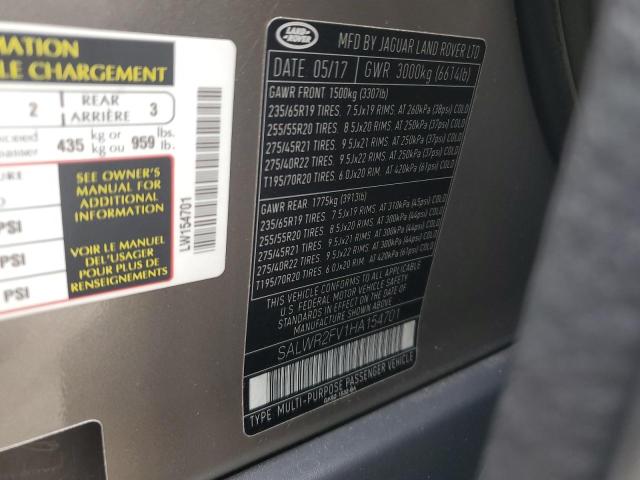 MATION
LE CHARGEMENT
2 REAR ARRIÈRE 3
435 kg or kg ou 959 lbs. lb.
SEE OWNER'S
MANUAL FOR
ADDITIONAL
INFORMATION
VOIR LE MANUEL
DEL'USAGER
POUR PLUS DE
RENSEIGNEMENTS
PSI
PSI
PSI
LW154701
LAND
ROVER
MFD BY JAGUAR LAND ROVER LTD
DATE 05/17 GWR 3000kg (6614lb)
GAWR FRONT 1500kg (3307lb)
235/65R19 TIRES. 7 5Jx19 RIMS. AT 260kPa (38psi) COLD
255/55R20 TIRES. 8 5Jx20 RIMS. AT 250kPa (37psi) COLD
275/45R21 TIRES. 9 5Jx21 RIMS. AT 250kPa (37psi) COLD
275/40R22 TIRES. 9 5Jx22 RIMS. AT 250kPa (37psi) COLD
T195/70R20 TIRES. 6 0Jx20 RIMS. AT 420kPa (61psi) COLD
GAWR REAR 1775kg (3913lb)
235/65R19 TIRES. 7 5Jx19 RIMS. AT 310kPa (45psi) COLD
255/55R20 TIRES. 8 5Jx20 RIMS. AT 300kPa (44psi) COLD
275/45R21 TIRES. 9 5Jx21 RIMS. AT 300kPa (44psi) COLD
275/40R22 TIRES. 9 5Jx22 RIMS. AT 300kPa (44psi) COLD
T195/70R20 TIRES. 6 0Jx20 RIMS. AT 420kPa (61psi) COLD
THIS VEHICLE CONFORMS TO ALL APPLICABLE
U.S. FEDERAL MOTOR VEHICLE SAFETY
STANDARDS IN EFFECT ON THE DATE OF
MANUFACTURE SHOWN ABOVE
SALWR2FV1HA154701
TYPE MULTI-PURPOSE PASSENGER VEHICLE